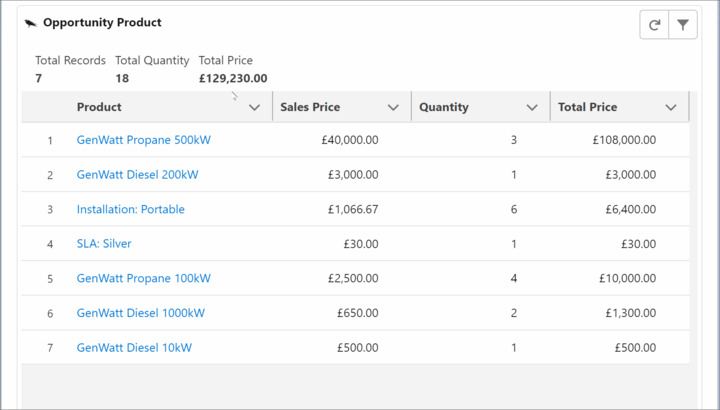 Opportunity Product
Total Records Total Quantity Total Price
7 18 £129,230.00
Product Sales Price Quantity Total Price
1 GenWatt Propane 500kW £40,000.00 3 £108,000.00
2 GenWatt Diesel 200kW £3,000.00 1 £3,000.00
3 Installation: Portable £1,066.67 6 £6,400.00
4 SLA: Silver £30.00 1 £30.00
5 GenWatt Propane 100kW £2,500.00 4 £10,000.00
6 GenWatt Diesel 1000kW £650.00 2 £1,300.00
7 GenWatt Diesel 10kW £500.00 1 £500.00